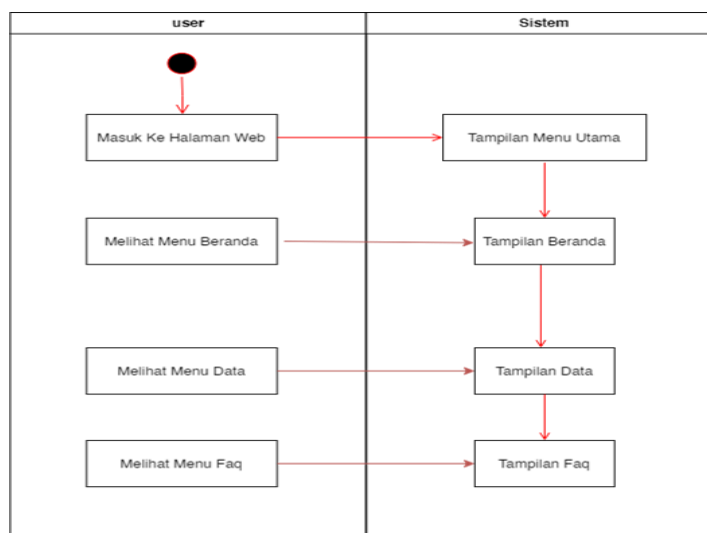 user
Sistem
Masuk Ke Halaman Web
Tampilan Menu Utama
Melihat Menu Beranda
Tampilan Beranda
Melihat Menu Data
Tampilan Data
Melihat Menu Faq
Tampilan Faq